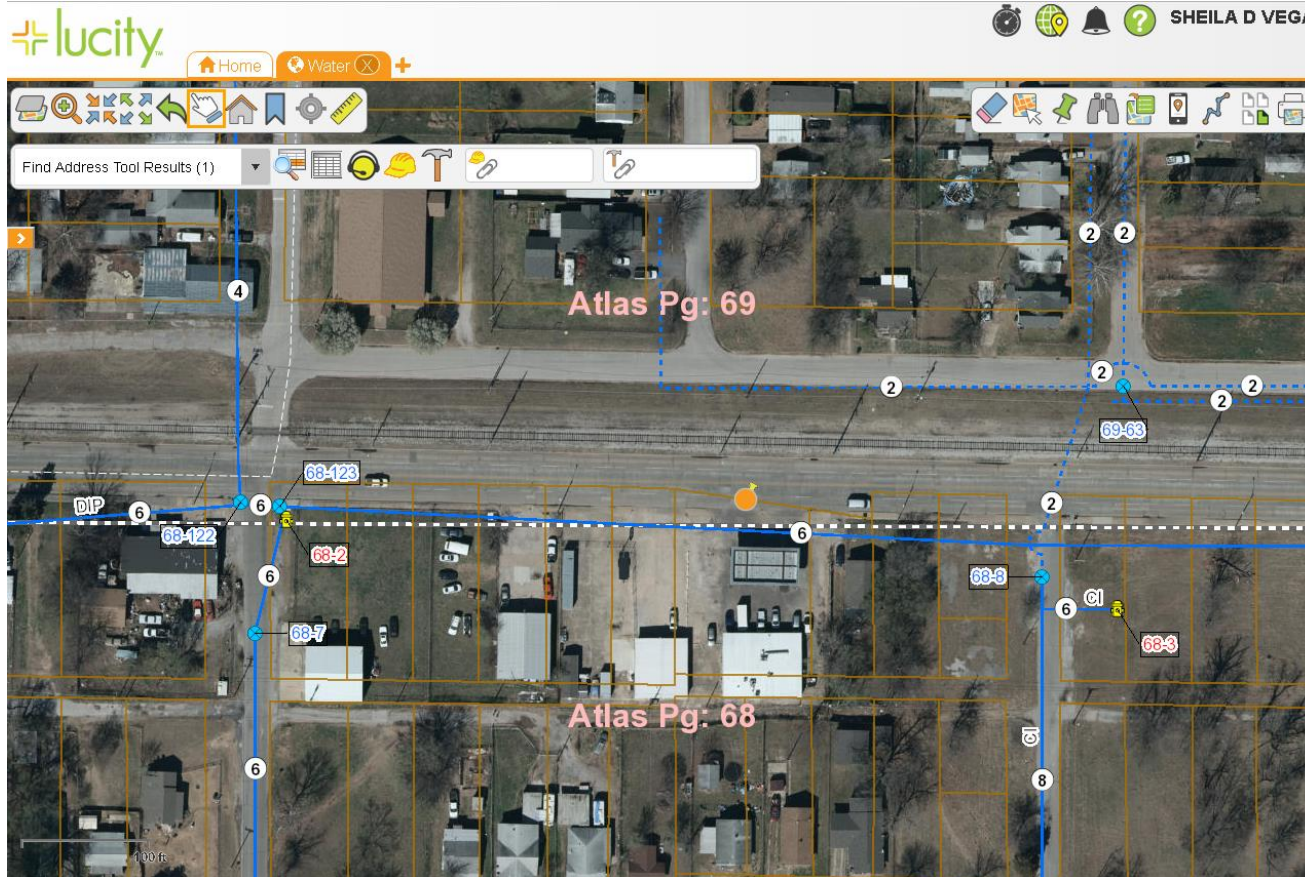 lucity
SHEILA D VEGA
Home
Water X
Find Address Tool Results (1)
4
2 2
Atlas Pg: 69
2
2
2
2
69-63
68-123
DIP
6
6
68-122
68-2
2
6
6
68-8
CI
6
68-7
68-3
Atlas Pg: 68
CI
6
8
100 ft